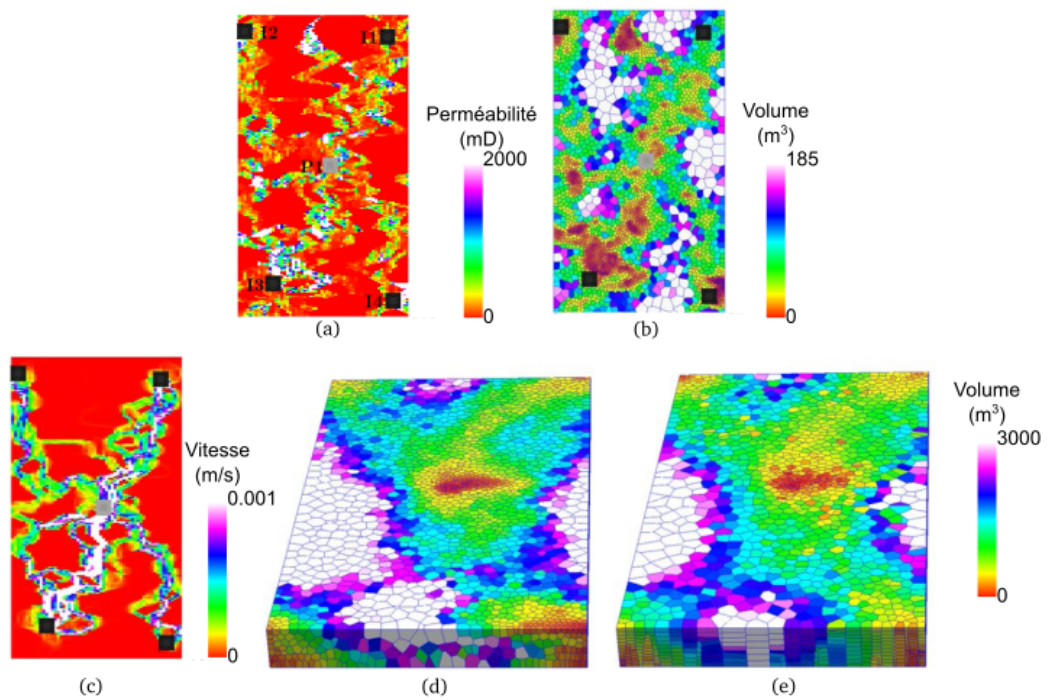 I2
I1
P1
I3
I4
Perméabilité
(mD)
2000
0
(a)
Volume
(m³)
185
0
(b)
Vitesse
(m/s)
0.001
0
(c)
(d)
(e)
Volume
(m³)
3000
0